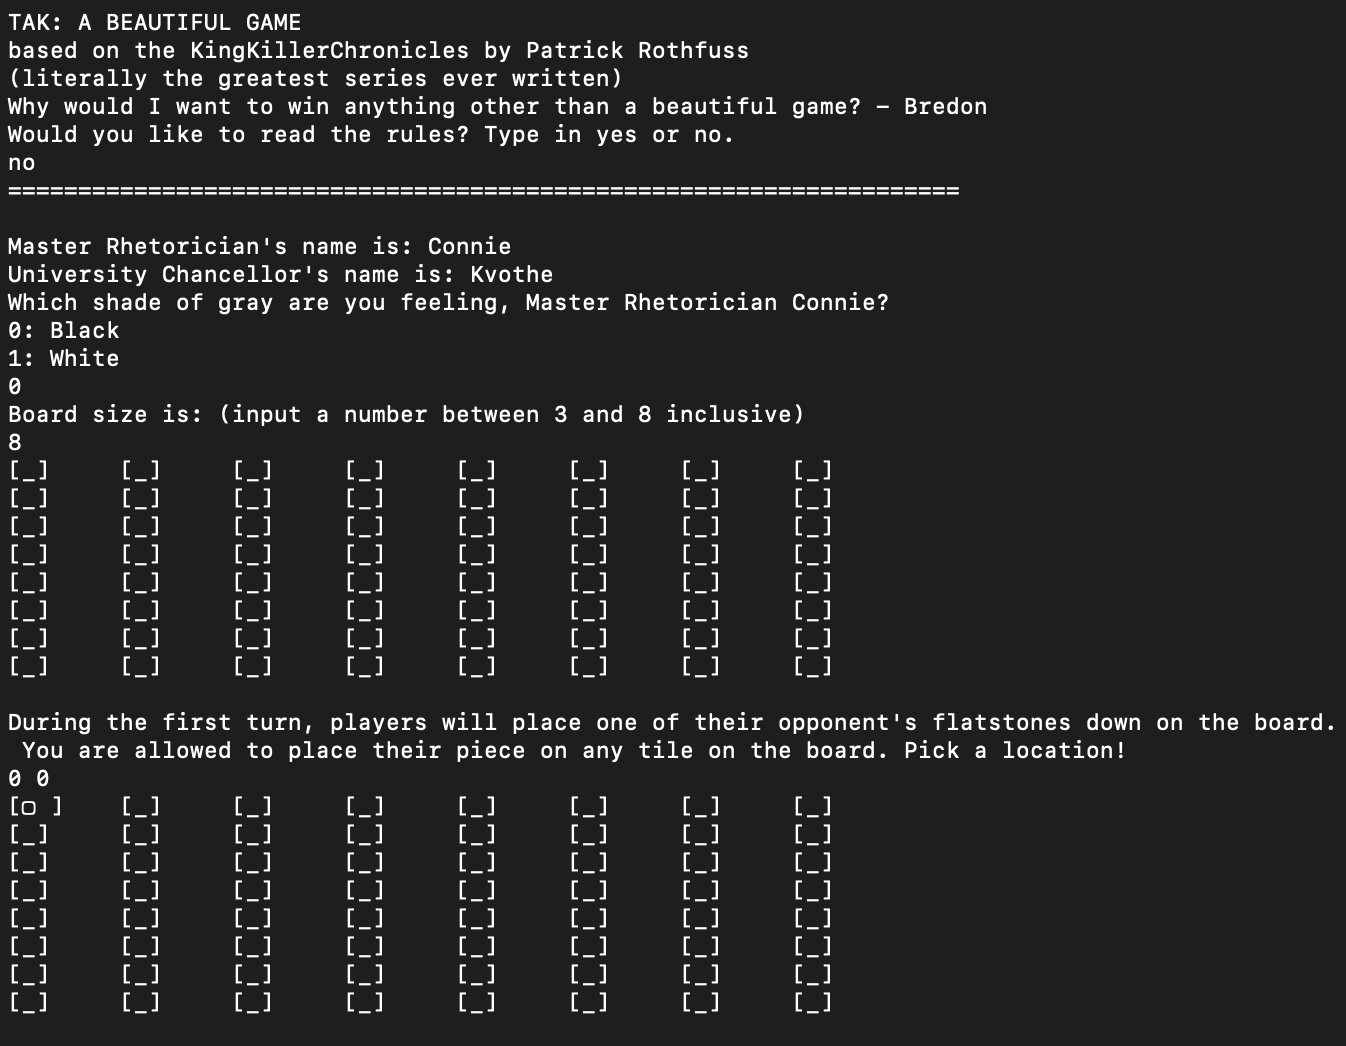 TAK: A BEAUTIFUL GAME
based on the KingKillerChronicles by Patrick Rothfuss
(literally the greatest series ever written)
Why would I want to win anything other than a beautiful game? – Bredon
Would you like to read the rules? Type in yes or no.
no
====================================================================
Master Rhetorician's name is: Connie
University Chancellor's name is: Kvothe
Which shade of gray are you feeling, Master Rhetorician Connie?
0: Black
1: White
0
Board size is: (input a number between 3 and 8 inclusive)
8
[_]     [_]     [_]     [_]     [_]     [_]     [_]     [_]
[_]     [_]     [_]     [_]     [_]     [_]     [_]     [_]
[_]     [_]     [_]     [_]     [_]     [_]     [_]     [_]
[_]     [_]     [_]     [_]     [_]     [_]     [_]     [_]
[_]     [_]     [_]     [_]     [_]     [_]     [_]     [_]
[_]     [_]     [_]     [_]     [_]     [_]     [_]     [_]
[_]     [_]     [_]     [_]     [_]     [_]     [_]     [_]
[_]     [_]     [_]     [_]     [_]     [_]     [_]     [_]
During the first turn, players will place one of their opponent's flatstones down on the board.
 You are allowed to place their piece on any tile on the board. Pick a location!
0 0
[▢ ]    [_]     [_]     [_]     [_]     [_]     [_]     [_]
[_]     [_]     [_]     [_]     [_]     [_]     [_]     [_]
[_]     [_]     [_]     [_]     [_]     [_]     [_]     [_]
[_]     [_]     [_]     [_]     [_]     [_]     [_]     [_]
[_]     [_]     [_]     [_]     [_]     [_]     [_]     [_]
[_]     [_]     [_]     [_]     [_]     [_]     [_]     [_]
[_]     [_]     [_]     [_]     [_]     [_]     [_]     [_]
[_]     [_]     [_]     [_]     [_]     [_]     [_]     [_]